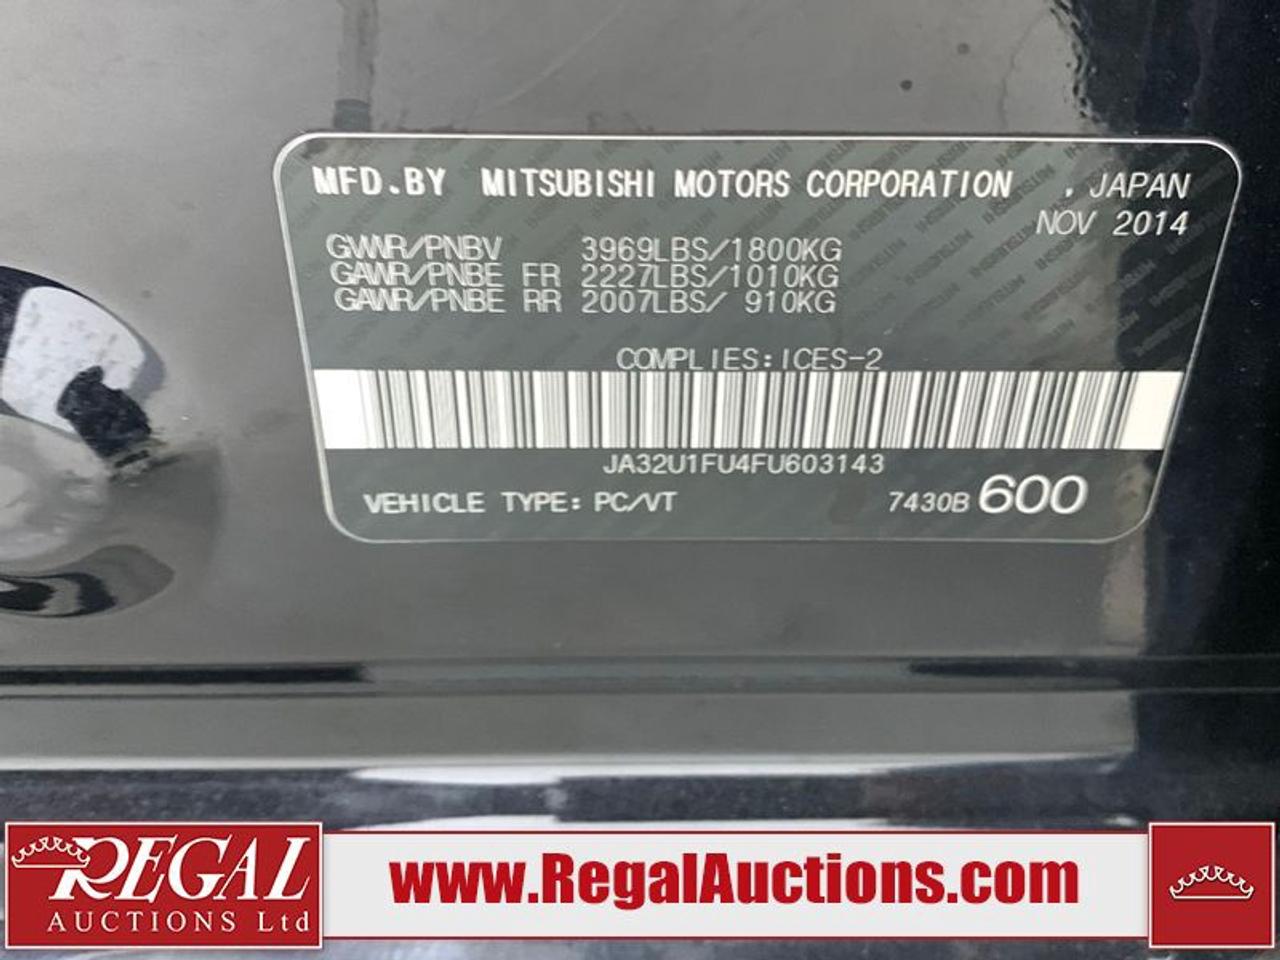 MFD.BY MITSUBISHI MOTORS CORPORATION , JAPAN
NOV 2014
GVWR/PNBV 3969LBS/1800KG
GAWR/PNBE FR 2227LBS/1010KG
GAWR/PNBE RR 2007LBS/ 910KG
COMPLIES:ICES-2
JA32U1FU4FU603143
VEHICLE TYPE: PC/VT 7430B 600
REGAL
AUCTIONS Ltd
www.RegalAuctions.com